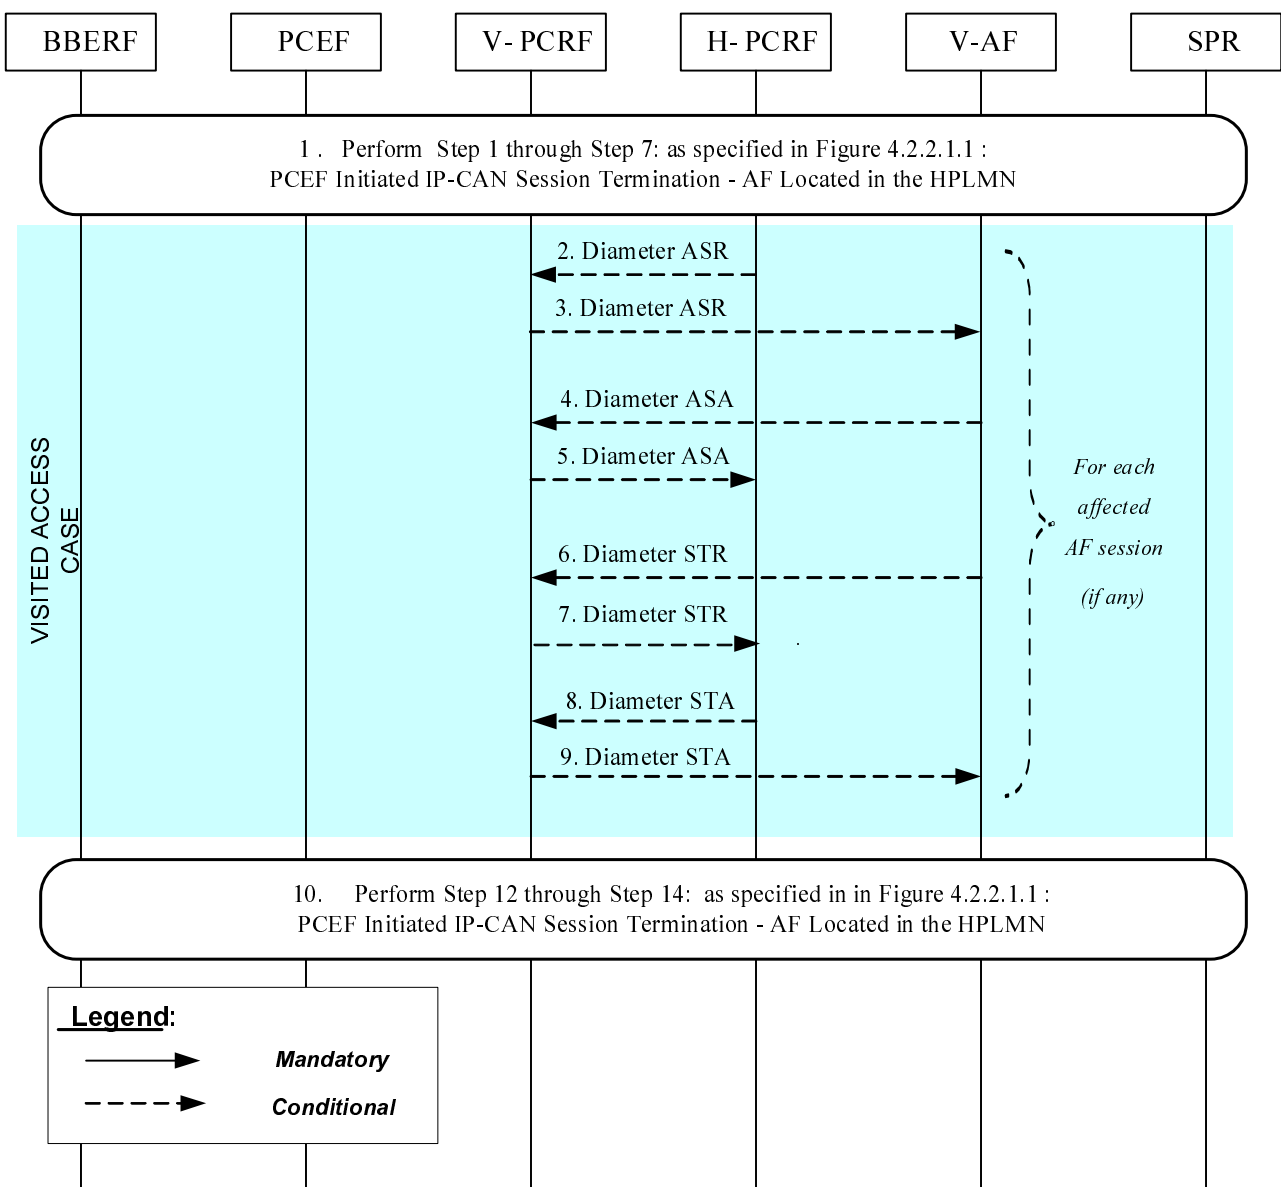 BBERF
PCEF
V- PCRF
H- PCRF
V-AF
SPR
1 . Perform Step 1 through Step 7: as specified in Figure 4.2.2.1.1 :
PCEF Initiated IP-CAN Session Termination - AF Located in the HPLMN
VISITED ACCESS
CASE
2. Diameter ASR
3. Diameter ASR
4. Diameter ASA
5. Diameter ASA
6. Diameter STR
7. Diameter STR
8. Diameter STA
9. Diameter STA
For each
affected
AF session
(if any)
10. Perform Step 12 through Step 14: as specified in in Figure 4.2.2.1.1 :
PCEF Initiated IP-CAN Session Termination - AF Located in the HPLMN
Legend:
Mandatory
Conditional